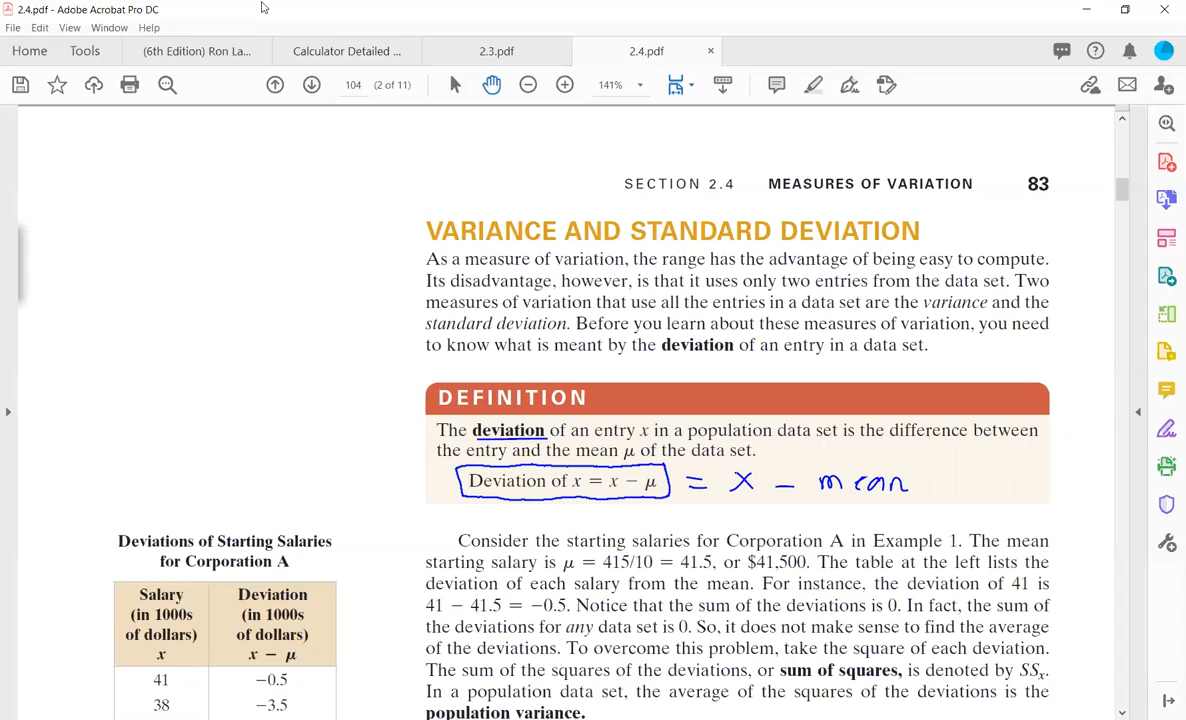 2.4.pdf - Adobe Acrobat Pro DC
File Edit View Window Help
Home Tools (6th Edition) Ron La... Calculator Detailed ... 2.3.pdf 2.4.pdf ×
104 (2 of 11) 141%
SECTION 2.4 MEASURES OF VARIATION 83
VARIANCE AND STANDARD DEVIATION
As a measure of variation, the range has the advantage of being easy to compute.
Its disadvantage, however, is that it uses only two entries from the data set. Two
measures of variation that use all the entries in a data set are the variance and the
standard deviation. Before you learn about these measures of variation, you need
to know what is meant by the deviation of an entry in a data set.
DEFINITION
The deviation of an entry x in a population data set is the difference between
the entry and the mean μ of the data set.
Deviation of x = x − μ = x − mean
Deviations of Starting Salaries
for Corporation A
Salary
(in 1000s
of dollars)
x
Deviation
(in 1000s
of dollars)
x − μ
41 −0.5
38 −3.5
Consider the starting salaries for Corporation A in Example 1. The mean
starting salary is μ = 415/10 = 41.5, or $41,500. The table at the left lists the
deviation of each salary from the mean. For instance, the deviation of 41 is
41 − 41.5 = −0.5. Notice that the sum of the deviations is 0. In fact, the sum of
the deviations for any data set is 0. So, it does not make sense to find the average
of the deviations. To overcome this problem, take the square of each deviation.
The sum of the squares of the deviations, or sum of squares, is denoted by SSₓ.
In a population data set, the average of the squares of the deviations is the
population variance.